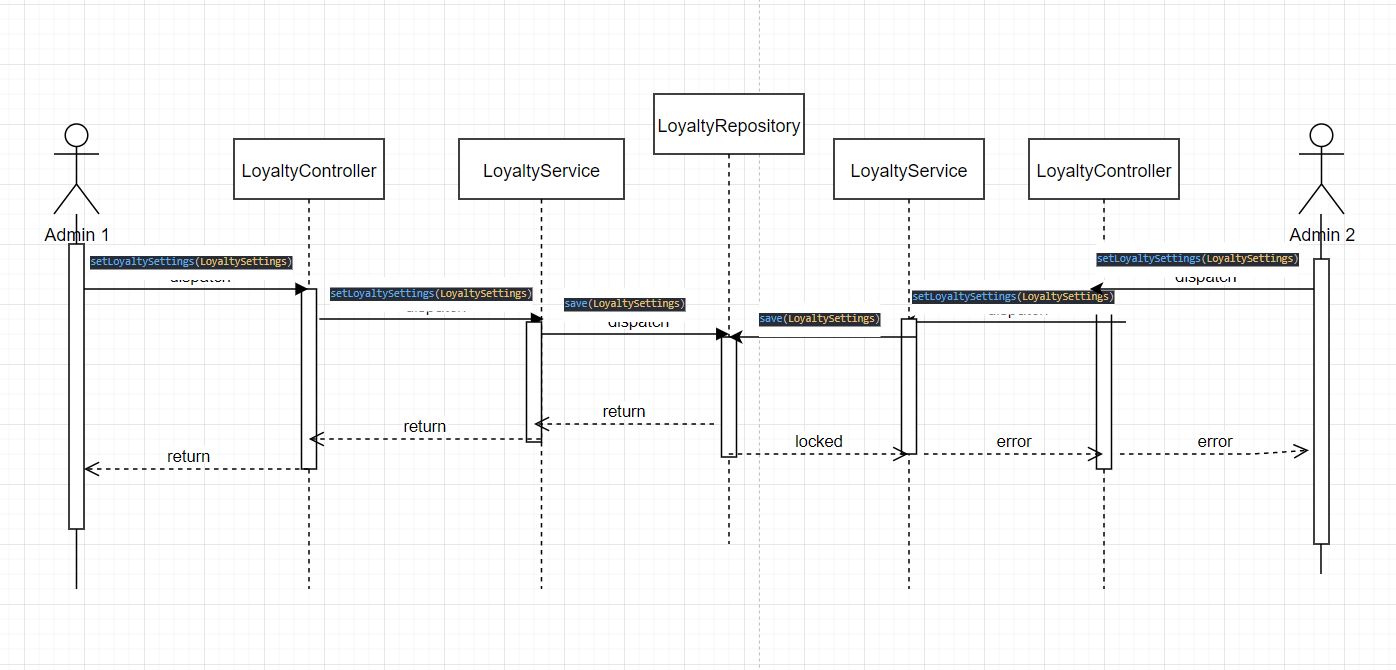 LoyaltyRepository
LoyaltyController
LoyaltyService
LoyaltyService
LoyaltyController
Admin 1
Admin 2
setLoyaltySettings(LoyaltySettings)
dispatch
setLoyaltySettings(LoyaltySettings)
dispatch
setLoyaltySettings(LoyaltySettings)
dispatch
setLoyaltySettings(LoyaltySettings)
dispatch
save(LoyaltySettings)
dispatch
save(LoyaltySettings)
return
return
return
locked
error
error